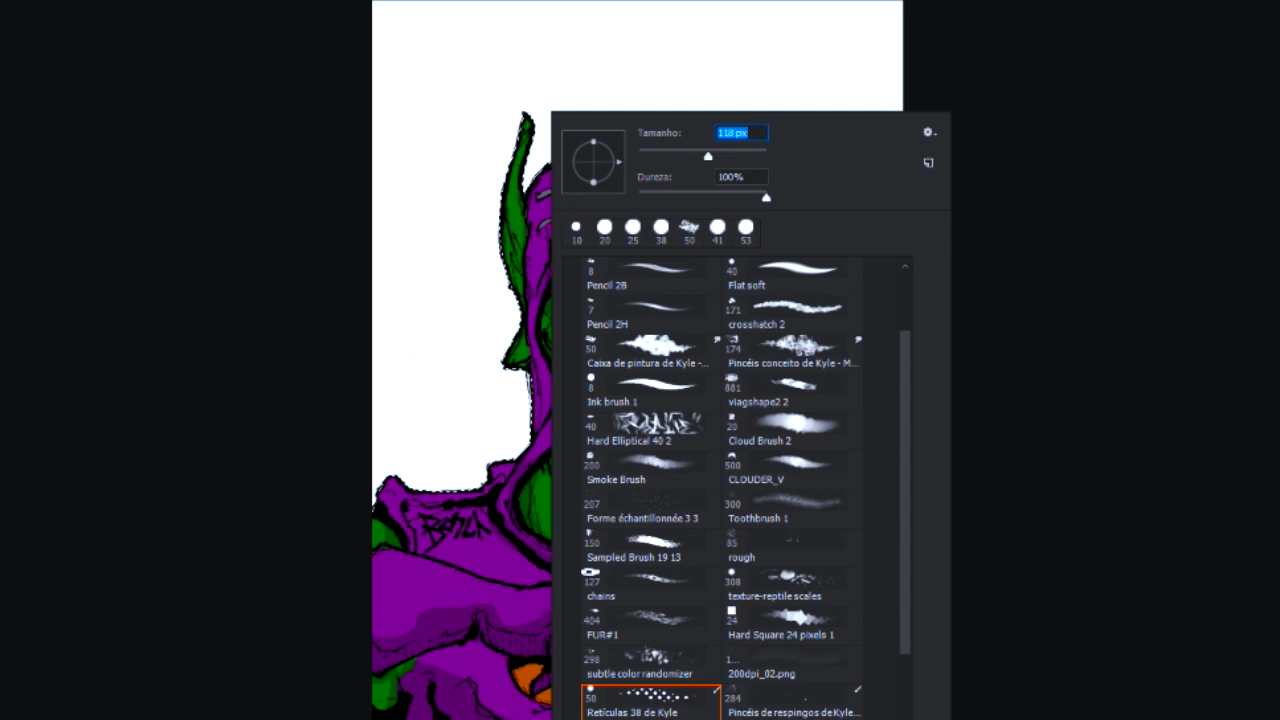 Tamanho: 118 px
Dureza: 100%
10 20 25 38 50 41 53
8 40
Pencil 2B Flat soft
7 171
Pencil 2H crosshatch 2
50 174
Caixa de pintura de Kyle -... Pincéis conceito de Kyle - M...
8 881
Ink brush 1 viagshape2 2
40 20
Hard Elliptical 40 2 Cloud Brush 2
200 500
Smoke Brush CLOUDER_V
207 300
Forme échantillonnée 3 3 Toothbrush 1
150 85
Sampled Brush 19 13 rough
127 308
chains texture-reptile scales
404 24
FUR#1 Hard Square 24 pixels 1
298 1...
subtle color randomizer 200dpi_02.png
50 284
Retículas 38 de Kyle Pincéis de respingos de Kyle...